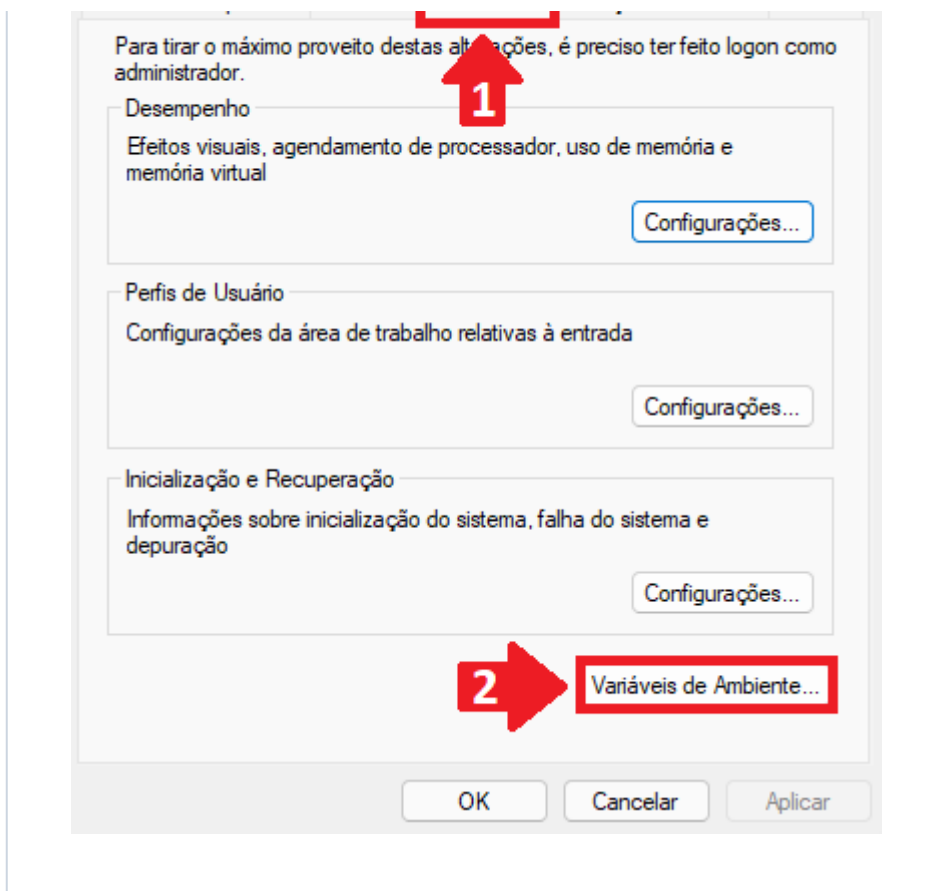 Para tirar o máximo proveito destas alterações, é preciso ter feito logon como
administrador.
1
Desempenho
Efeitos visuais, agendamento de processador, uso de memória e
memória virtual
Configurações...
Perfis de Usuário
Configurações da área de trabalho relativas à entrada
Configurações...
Inicialização e Recuperação
Informações sobre inicialização do sistema, falha do sistema e
depuração
Configurações...
2
Variáveis de Ambiente...
OK
Cancelar
Aplicar